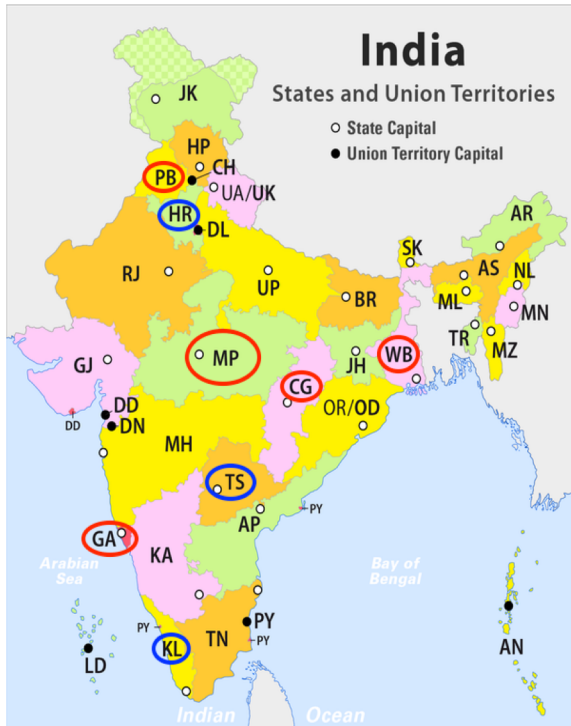 India
States and Union Territories
State Capital
Union Territory Capital
JK
HP
CH
PB
UA/UK
HR
DL
AR
SK
AS
NL
RJ
UP
BR
ML
MN
TR
MZ
GJ
MP
JH
WB
CG
DD
DD
DN
OR/OD
MH
TS
PY
AP
GA
KA
Arabian
Sea
Bay of
Bengal
PY
PY
TN
PY
KL
AN
LD
Indian Ocean